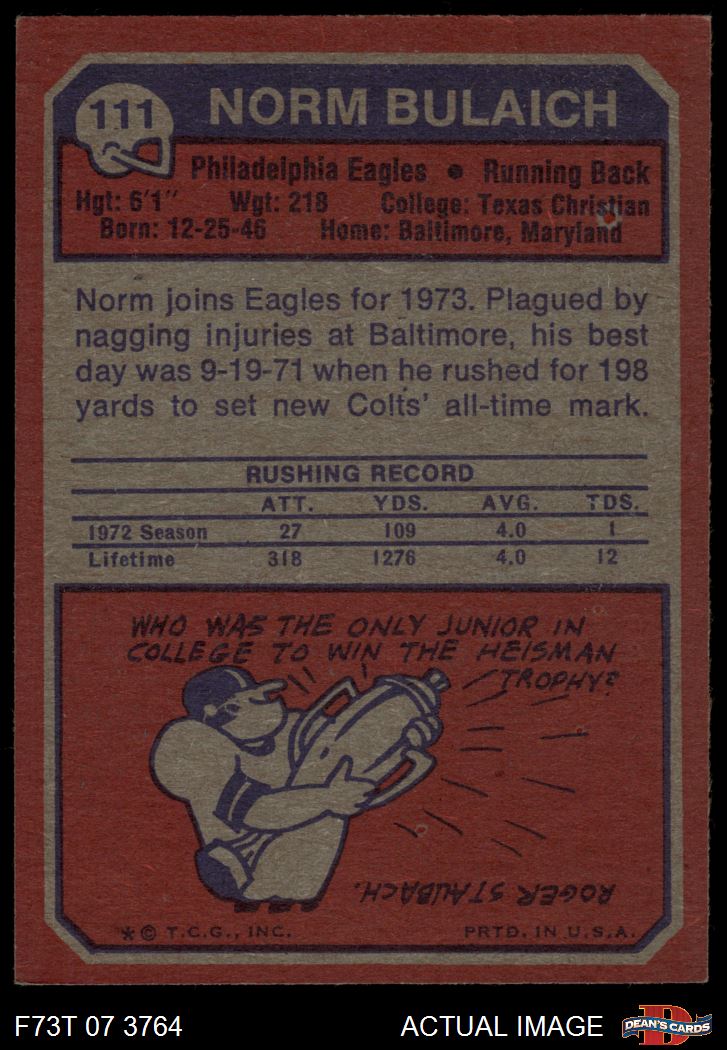 111
NORM BULAICH
Philadelphia Eagles • Running Back
Hgt: 6'1" Wgt: 218 College: Texas Christian
Born: 12-25-46 Home: Baltimore, Maryland
Norm joins Eagles for 1973. Plagued by
nagging injuries at Baltimore, his best
day was 9-19-71 when he rushed for 198
yards to set new Colts' all-time mark.
RUSHING RECORD
ATT. YDS. AVG. TDS.
1972 Season 27 109 4.0 1
Lifetime 318 1276 4.0 12
WHO WAS THE ONLY JUNIOR IN
COLLEGE TO WIN THE HEISMAN
TROPHY?
ROGER STAUBACH.
* © T.C.G., INC. PRTD. IN U.S.A.
F73T 07 3764 ACTUAL IMAGE
D
DEAN'S CARDS